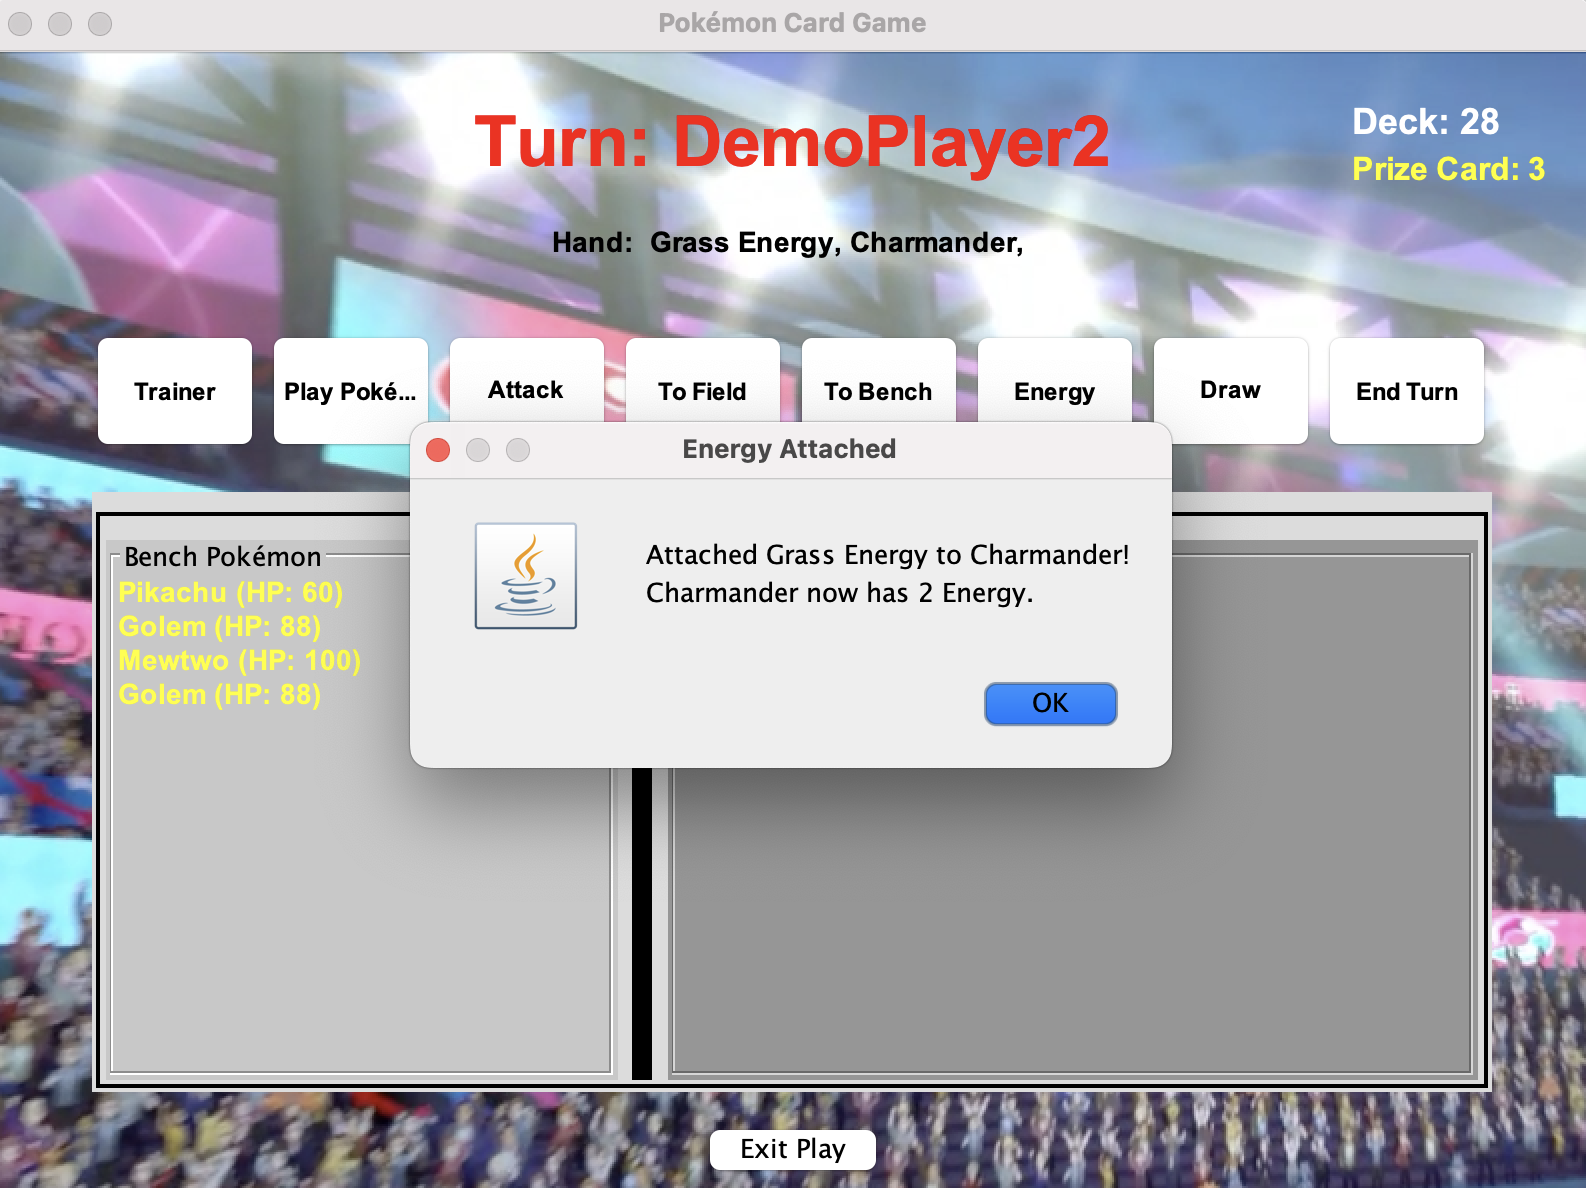 Pokémon Card Game
Turn: DemoPlayer2
Deck: 28
Prize Card: 3
Hand:  Grass Energy, Charmander,
Trainer
Play Poké...
Attack
To Field
To Bench
Energy
Draw
End Turn
Energy Attached
Attached Grass Energy to Charmander!
Charmander now has 2 Energy.
OK
Bench Pokémon
Pikachu (HP: 60)
Golem (HP: 88)
Mewtwo (HP: 100)
Golem (HP: 88)
Exit Play